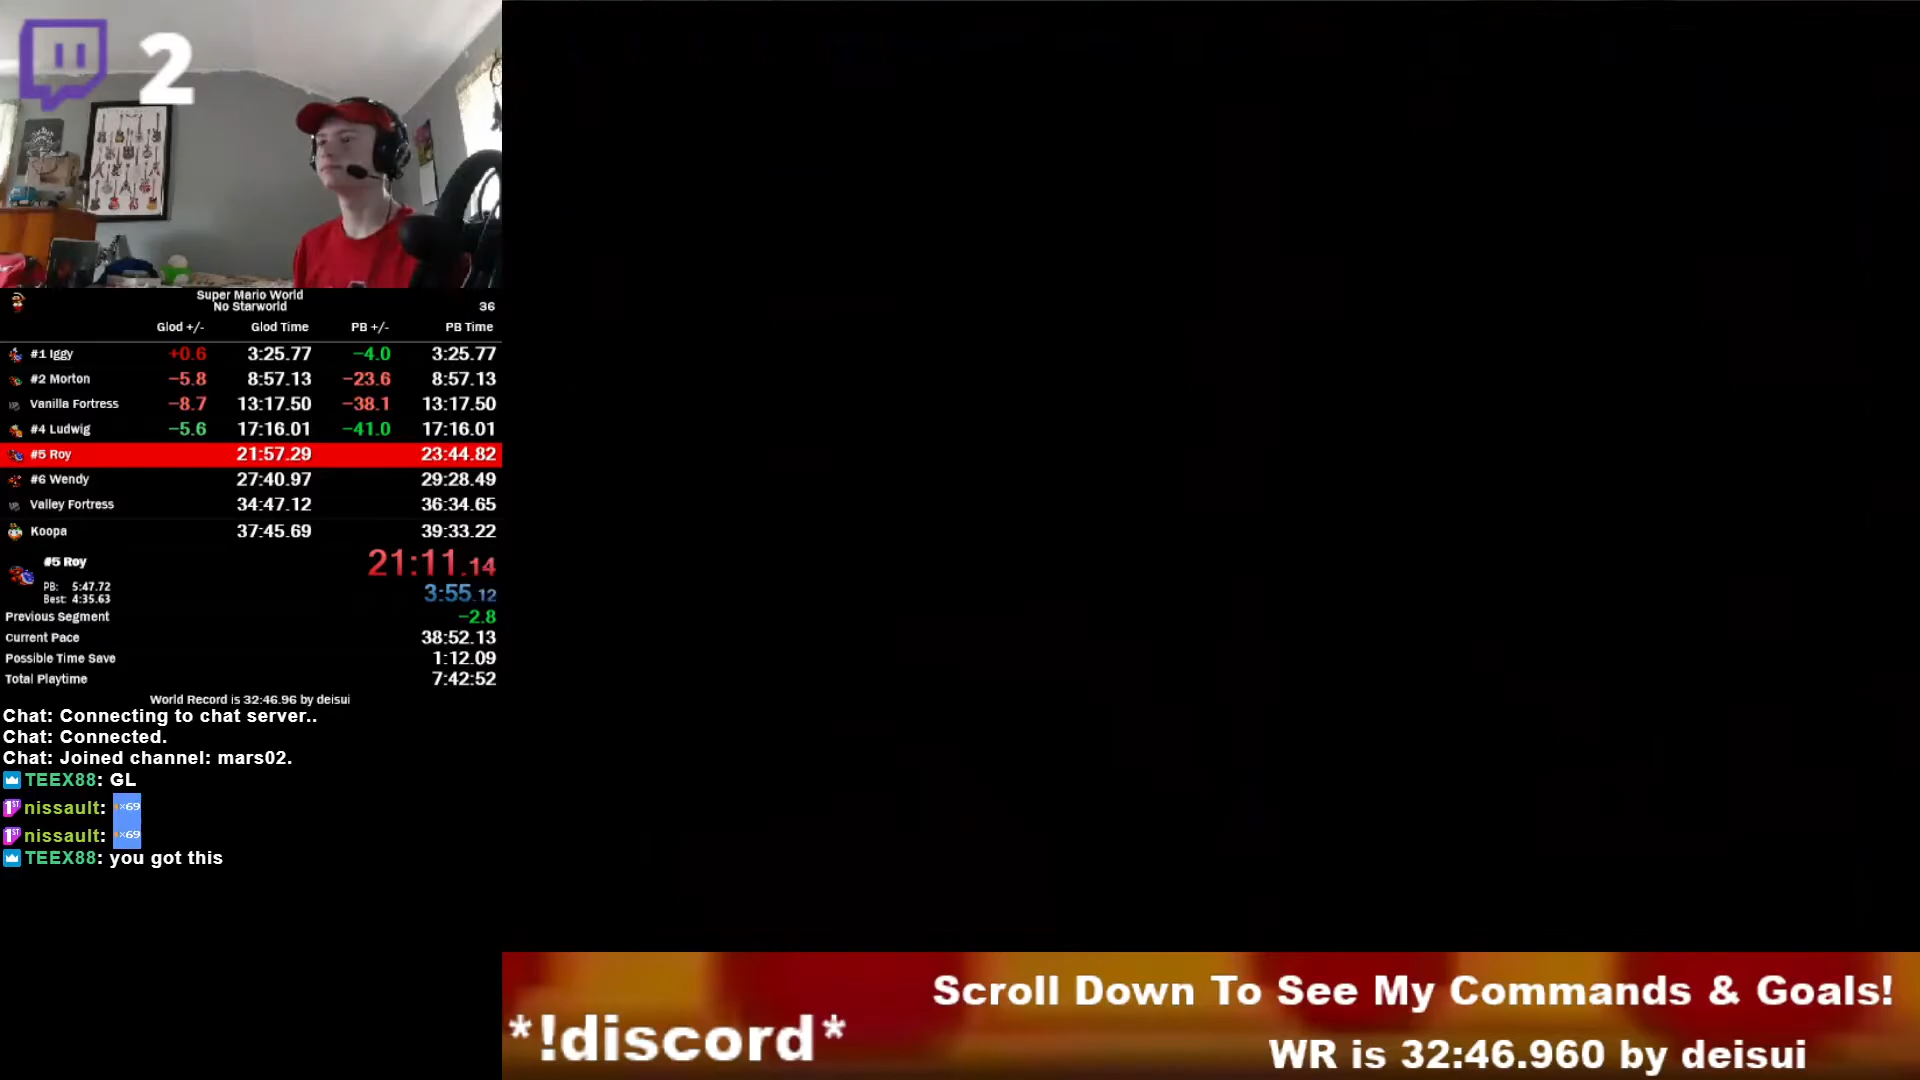 2
Super Mario World
No Starworld
36
Glod +/- Glod Time PB +/- PB Time
#1 Iggy +0.6 3:25.77 −4.0 3:25.77
#2 Morton −5.8 8:57.13 −23.6 8:57.13
Vanilla Fortress −8.7 13:17.50 −38.1 13:17.50
#4 Ludwig −5.6 17:16.01 −41.0 17:16.01
#5 Roy 21:57.29 23:44.82
#6 Wendy 27:40.97 29:28.49
Valley Fortress 34:47.12 36:34.65
Koopa 37:45.69 39:33.22
#5 Roy 21:11.14
PB: 5:47.72 3:55.12
Best: 4:35.63
Previous Segment −2.8
Current Pace 38:52.13
Possible Time Save 1:12.09
Total Playtime 7:42:52
World Record is 32:46.96 by deisui
Chat: Connecting to chat server..
Chat: Connected.
Chat: Joined channel: mars02.
TEEX88: GL
1ST nissault: ×69
1ST nissault: ×69
TEEX88: you got this
Scroll Down To See My Commands & Goals!
*!discord*
WR is 32:46.960 by deisui